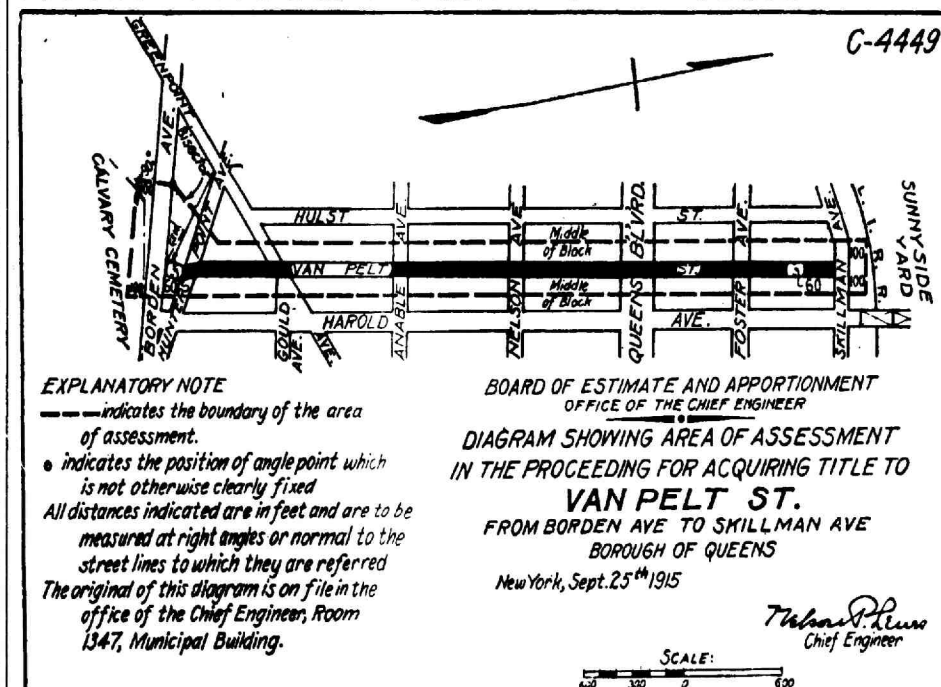 C-4449
GREENPOINT
AVE.
Bisector
AVE.
CALVARY CEMETERY
BORDEN
HUNTERS
POINT
HULST ST.
Middle of Block
VAN PELT ST.
60
Middle of Block
HAROLD AVE.
GOULD AVE.
AVE.
ANABLE AVE.
NELSON AVE
QUEENS BLVRD.
FOSTER AVE.
SKILLMAN AVE.
100
100
L. I. R. R.
SUNNYSIDE YARD
EXPLANATORY NOTE
indicates the boundary of the area
of assessment.
indicates the position of angle point which
is not otherwise clearly fixed
All distances indicated are in feet and are to be
measured at right angles or normal to the
street lines to which they are referred
The original of this diagram is on file in the
office of the Chief Engineer, Room
1347, Municipal Building.
BOARD OF ESTIMATE AND APPORTIONMENT
OFFICE OF THE CHIEF ENGINEER
DIAGRAM SHOWING AREA OF ASSESSMENT
IN THE PROCEEDING FOR ACQUIRING TITLE TO
VAN PELT ST.
FROM BORDEN AVE TO SKILLMAN AVE
BOROUGH OF QUEENS
New York, Sept. 25th 1915
Nelson P. Lewis
Chief Engineer
SCALE:
600 300 0 600